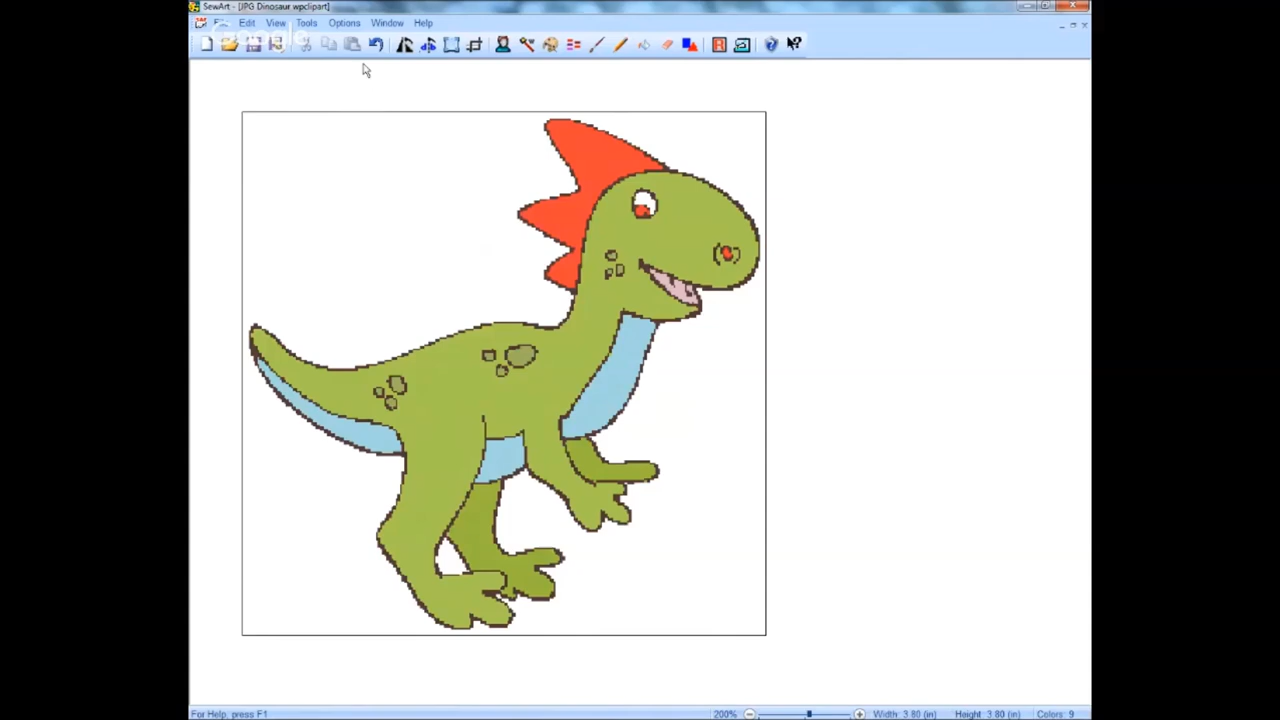 SewArt - [JPG Dinosaur wpclipart]
Edit View Tools Options Window Help
Google
For Help, press F1 200% Width: 3.80 (in) Height: 3.80 (in) Colors: 9